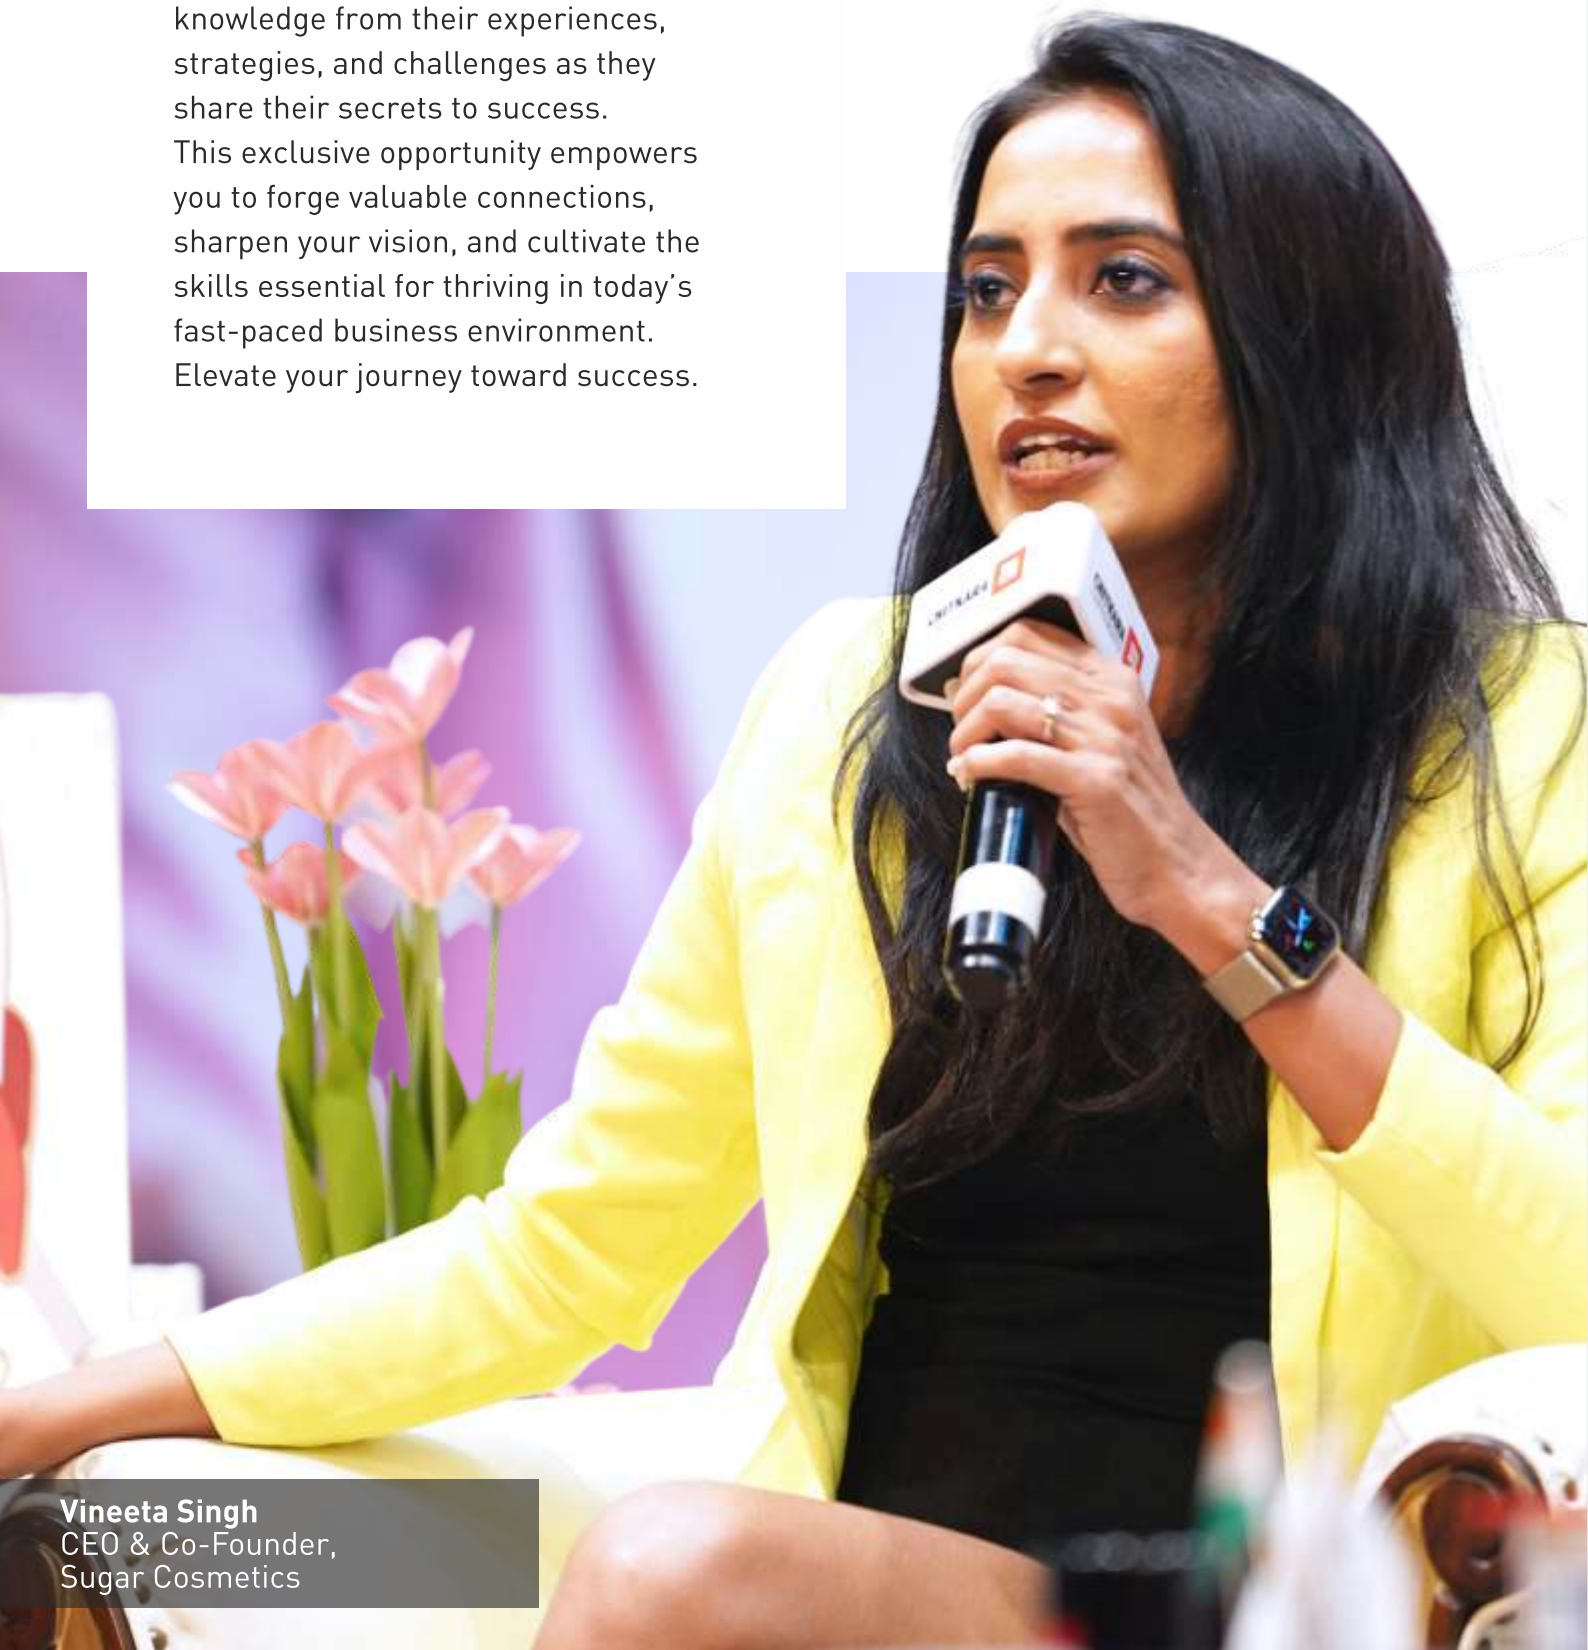 knowledge from their experiences,
strategies, and challenges as they
share their secrets to success.
This exclusive opportunity empowers
you to forge valuable connections,
sharpen your vision, and cultivate the
skills essential for thriving in today’s
fast-paced business environment.
Elevate your journey toward success.
CHITKARA
CHITKARA
Vineeta Singh
CEO & Co-Founder,
Sugar Cosmetics